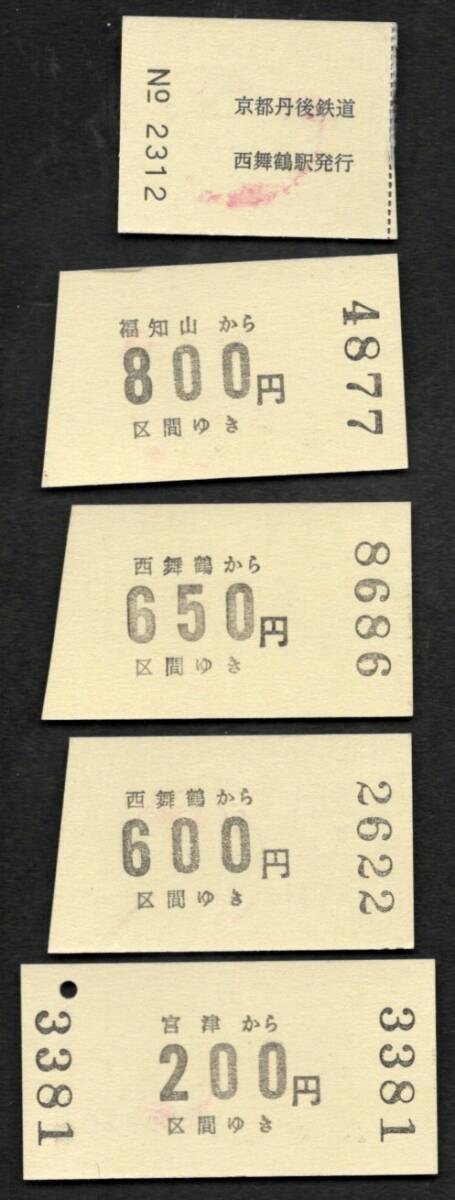 京都丹後鉄道
西舞鶴駅発行
№ 2312
福知山 から
800円
区間ゆき
4877
西舞鶴から
650円
区間ゆき
8686
西舞鶴から
600円
区間ゆき
2622
3381
宮津 から
200円
区間ゆき
3381